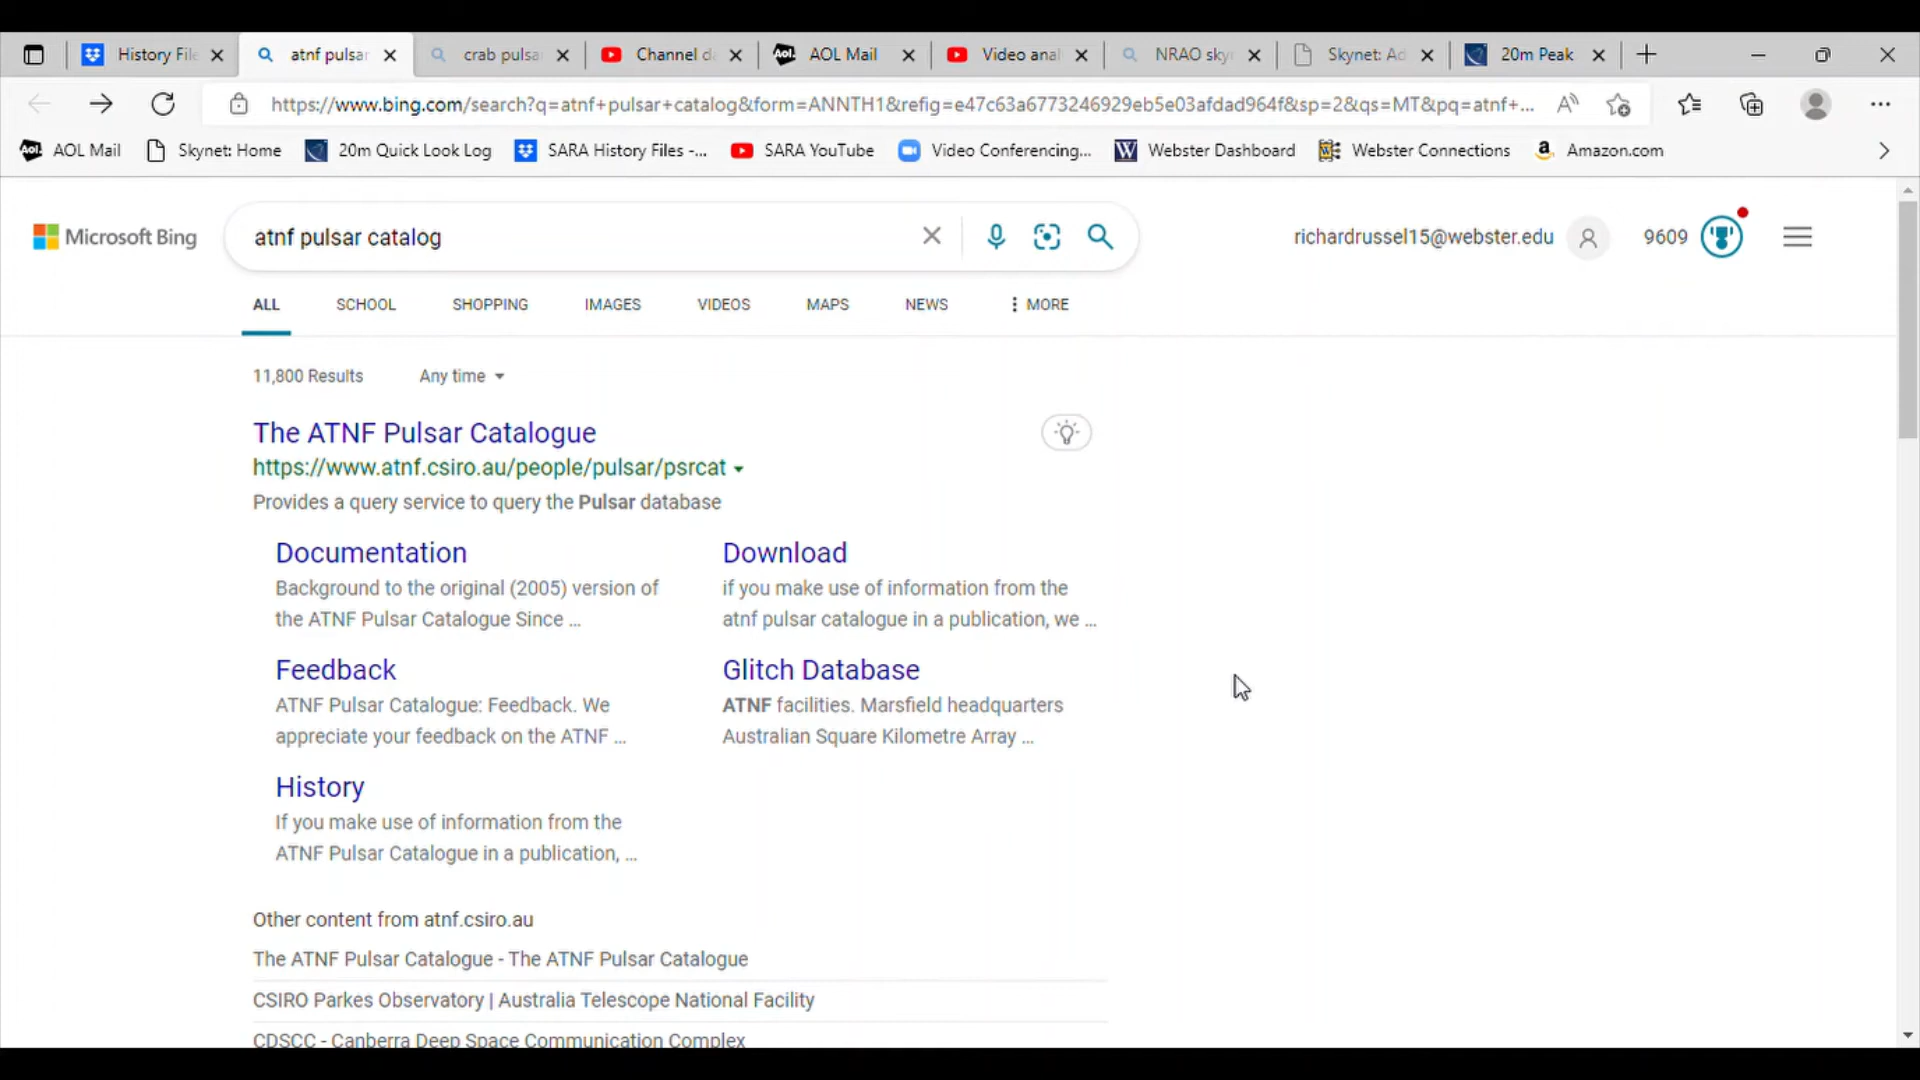 History File
atnf pulsar
crab pulsa
Channel d
Aol.
AOL Mail
Video anal
NRAO sky
Skynet: Ad
20m Peak
https://www.bing.com/search?q=atnf+pulsar+catalog&form=ANNTH1&refig=e47c63a6773246929eb5e03afdad964f&sp=2&qs=MT&pq=atnf+...
Aol.
AOL Mail
Skynet: Home
20m Quick Look Log
SARA History Files -...
SARA YouTube
Video Conferencing...
W
Webster Dashboard
Webster Connections
a
Amazon.com
Microsoft Bing
atnf pulsar catalog
richardrussel15@webster.edu
9609
ALL
SCHOOL
SHOPPING
IMAGES
VIDEOS
MAPS
NEWS
MORE
11,800 Results
Any time
The ATNF Pulsar Catalogue
https://www.atnf.csiro.au/people/pulsar/psrcat
Provides a query service to query the Pulsar database
Documentation
Background to the original (2005) version of
the ATNF Pulsar Catalogue Since ...
Download
if you make use of information from the
atnf pulsar catalogue in a publication, we ...
Feedback
ATNF Pulsar Catalogue: Feedback. We
appreciate your feedback on the ATNF ...
Glitch Database
ATNF facilities. Marsfield headquarters
Australian Square Kilometre Array ...
History
If you make use of information from the
ATNF Pulsar Catalogue in a publication, ...
Other content from atnf.csiro.au
The ATNF Pulsar Catalogue - The ATNF Pulsar Catalogue
CSIRO Parkes Observatory | Australia Telescope National Facility
CDSCC - Canberra Deep Space Communication Complex